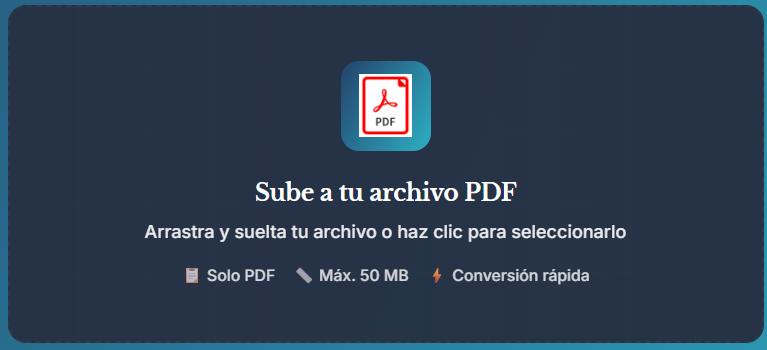 PDF
Sube a tu archivo PDF
Arrastra y suelta tu archivo o haz clic para seleccionarlo
Solo PDF Máx. 50 MB Conversión rápida